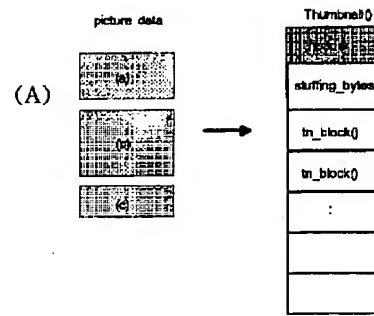 picture data
Thumbnail()
(A)
(a)
stuffing_bytes
(b)
tn_block()
tn_block()
(c)
: